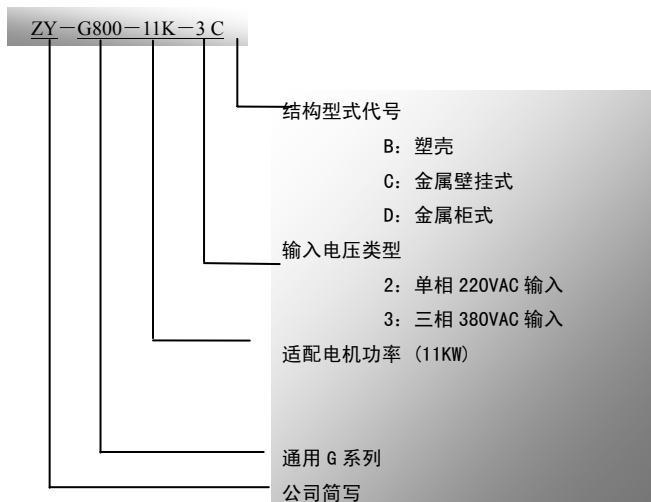 ZY－G800－11K－3 C
结构型式代号
B：塑壳
C：金属壁挂式
D：金属柜式
输入电压类型
2：单相 220VAC 输入
3：三相 380VAC 输入
适配电机功率 (11KW)
通用 G 系列
公司简写